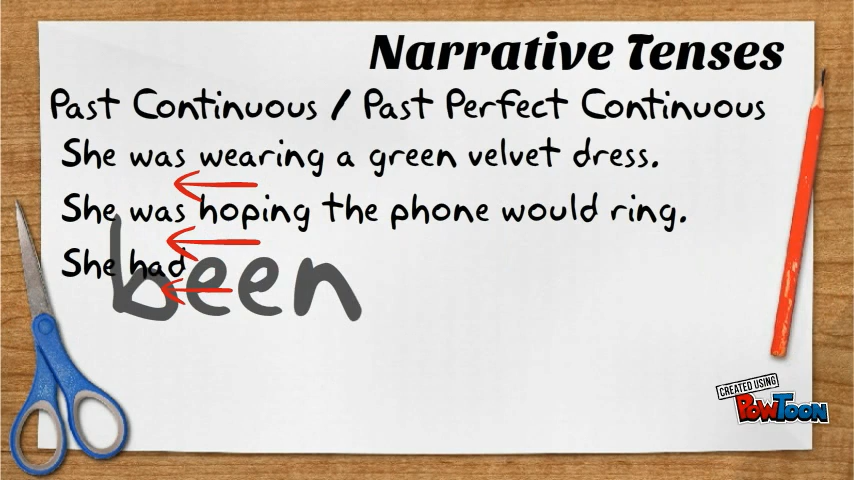 Narrative Tenses
Past Continuous / Past Perfect Continuous
She was wearing a green velvet dress.
She was hoping the phone would ring.
She had been
CREATED USING
POWTOON